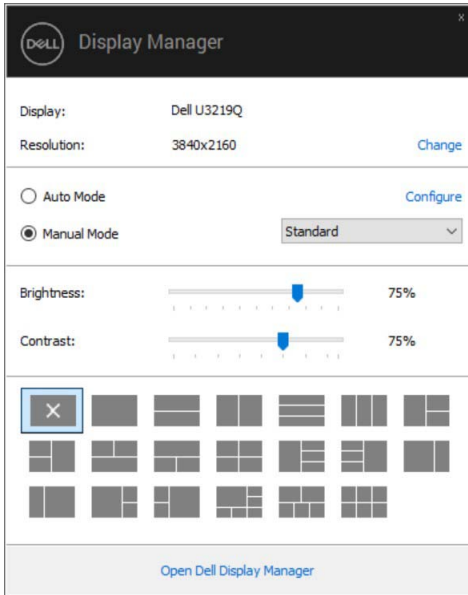 x
DELL Display Manager
Display: Dell U3219Q
Resolution: 3840x2160 Change
Auto Mode Configure
Manual Mode Standard
Brightness: 75%
Contrast: 75%
Open Dell Display Manager